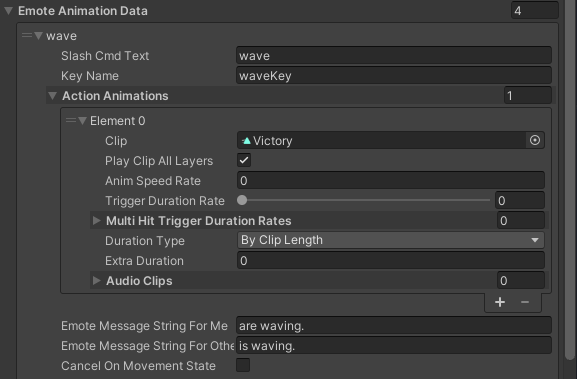 Emote Animation Data 4
wave
Slash Cmd Text wave
Key Name waveKey
Action Animations 1
Element 0
Clip Victory
Play Clip All Layers
Anim Speed Rate 0
Trigger Duration Rate 0
Multi Hit Trigger Duration Rates 0
Duration Type By Clip Length
Extra Duration 0
Audio Clips 0
+ −
Emote Message String For Me are waving.
Emote Message String For Othe is waving.
Cancel On Movement State